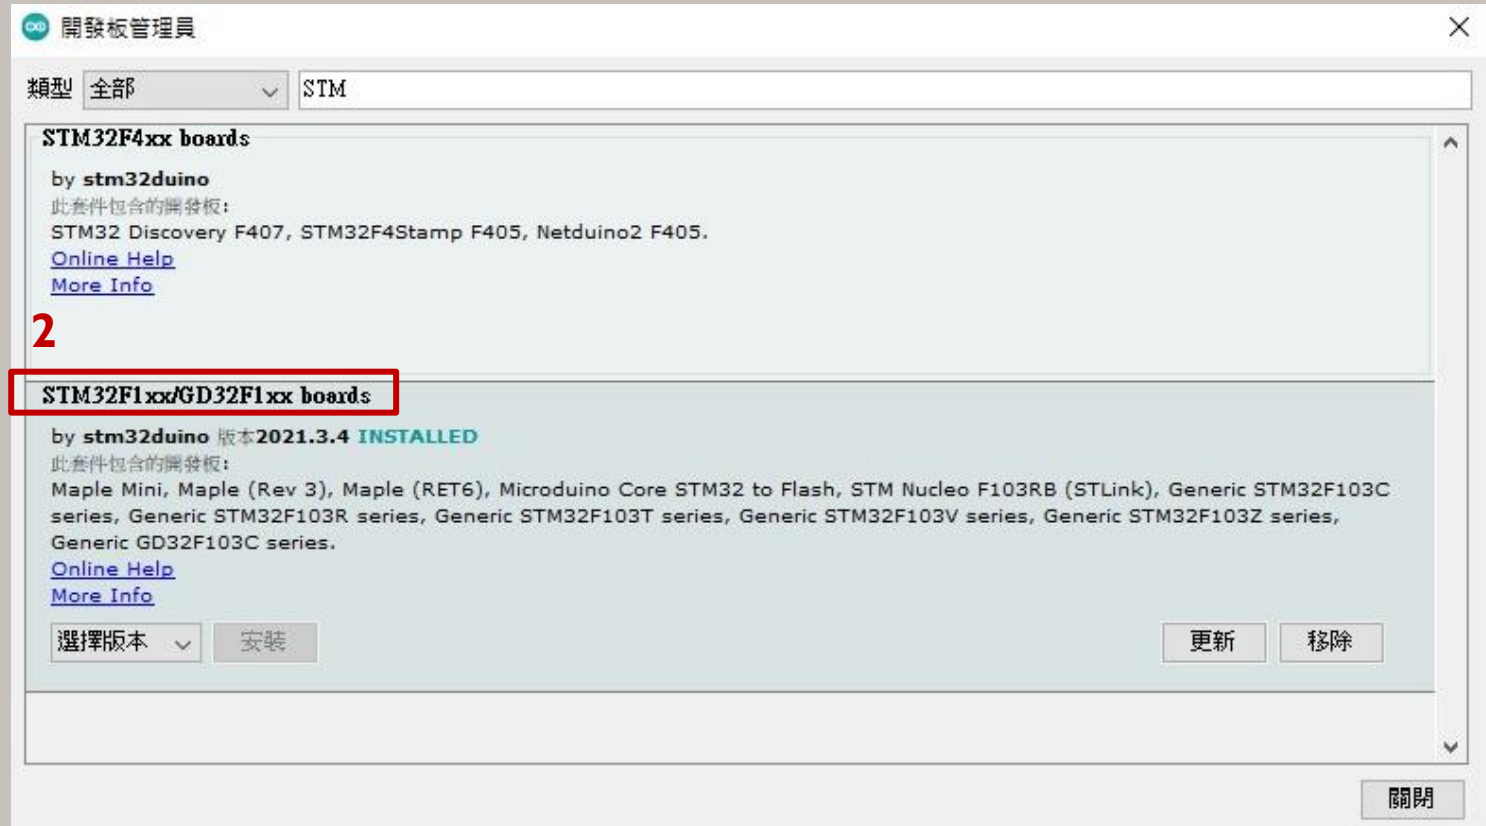 開發板管理員
類型 全部 STM
STM32F4xx boards
by stm32duino
此套件包含的開發板:
STM32 Discovery F407, STM32F4Stamp F405, Netduino2 F405.
Online Help
More Info
2
STM32F1xx/GD32F1xx boards
by stm32duino 版本2021.3.4 INSTALLED
此套件包含的開發板:
Maple Mini, Maple (Rev 3), Maple (RET6), Microduino Core STM32 to Flash, STM Nucleo F103RB (STLink), Generic STM32F103C
series, Generic STM32F103R series, Generic STM32F103T series, Generic STM32F103V series, Generic STM32F103Z series,
Generic GD32F103C series.
Online Help
More Info
選擇版本 安裝 更新 移除
關閉